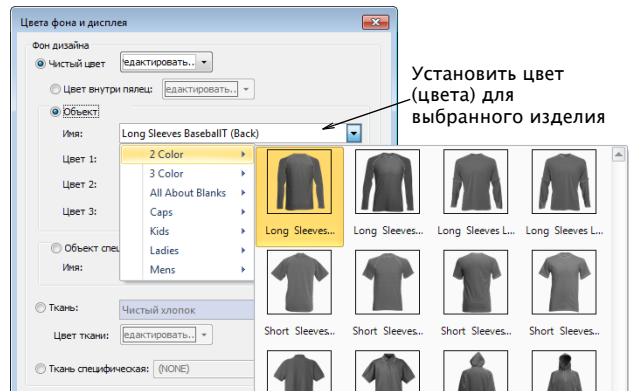 Цвета фона и дисплея
Фон дизайна
Чистый цвет
едактировать..
Цвет внутри пялец:
едактировать..
Объект
Имя:
Long Sleeves BaseballT (Back)
Цвет 1:
Цвет 2:
Цвет 3:
2 Color
3 Color
All About Blanks
Caps
Kids
Ladies
Mens
Объект спец
Имя:
Ткань:
Чистый хлопок
Цвет ткани:
едактировать..
Ткань специфическая:
(NONE)
Установить цвет
(цвета) для
выбранного изделия
Long Sleeves...
Long Sleeves...
Long Sleeves L...
Long Sleeves L...
Short Sleeves...
Short Sleeves...
Short Sleeves...
Short Sleeves...